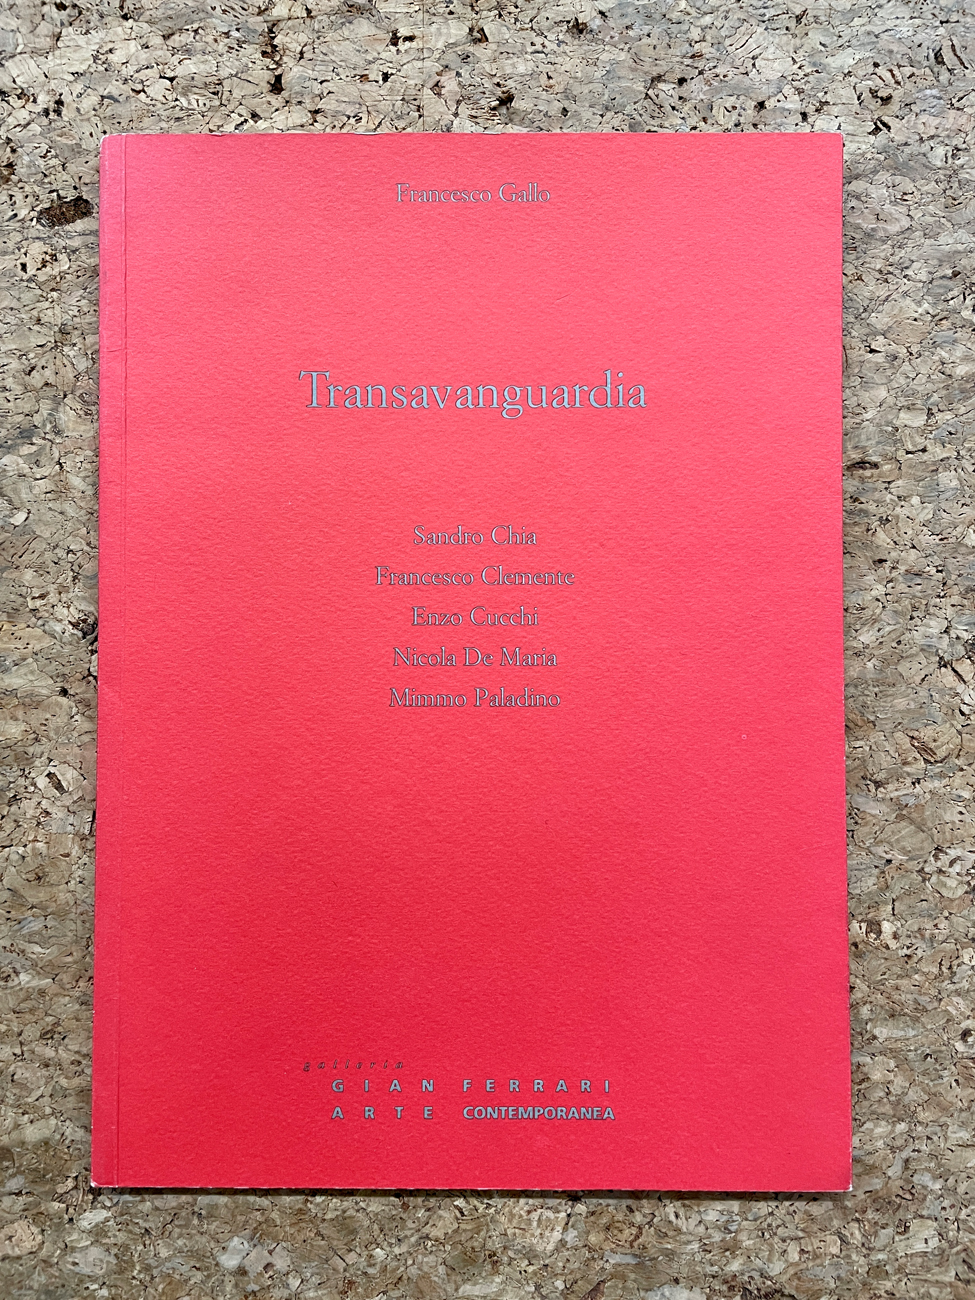 Francesco Gallo
Transavanguardia
Sandro Chia
Francesco Clemente
Enzo Cucchi
Nicola De Maria
Mimmo Paladino
galleria
GIAN FERRARI
ARTE CONTEMPORANEA